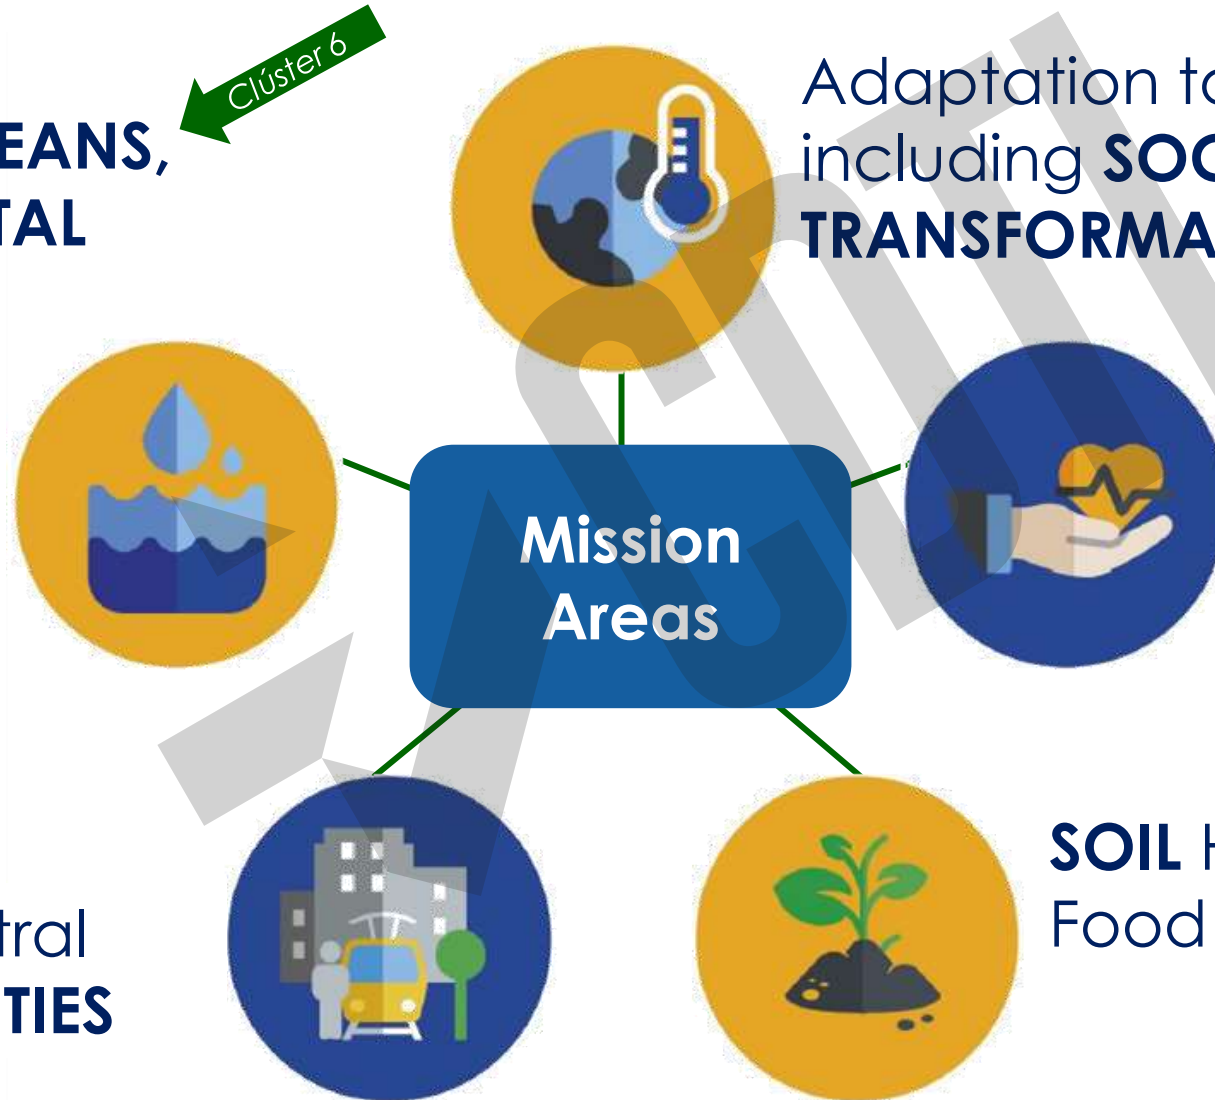 Clúster 6
EANS,
TAL
Adaptation to
including SOC
TRANSFORMA
Mission
Areas
SOIL H
Food
tral
TIES